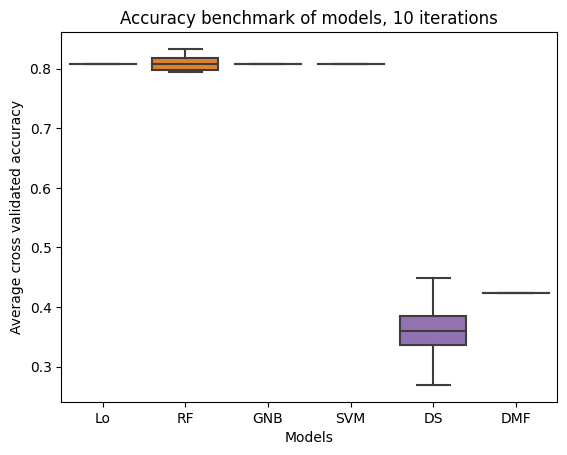 Accuracy benchmark of models, 10 iterations
Average cross validated accuracy
0.8
0.7
0.6
0.5
0.4
0.3
Lo RF GNB SVM DS DMF
Models